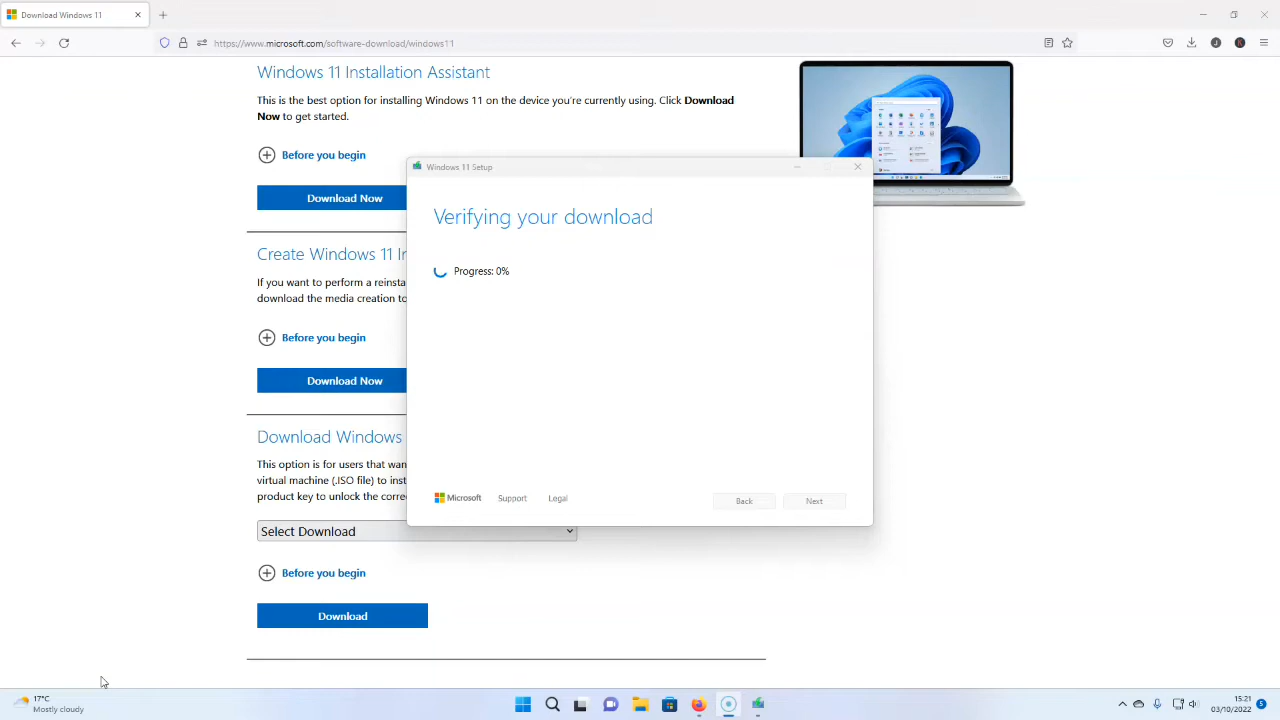 Download Windows 11
https://www.microsoft.com/software-download/windows11
Windows 11 Installation Assistant
This is the best option for installing Windows 11 on the device you're currently using. Click Download
Now to get started.
Before you begin
Download Now
Create Windows 11 In
If you want to perform a reinsta
download the media creation to
Before you begin
Download Now
Download Windows
This option is for users that wan
virtual machine (.ISO file) to inst
product key to unlock the correc
Select Download
Before you begin
Download
Windows 11 Setup
Verifying your download
Progress: 0%
Microsoft
Support
Legal
Back
Next
17°C
Mostly cloudy
15:21
03/10/2022
5